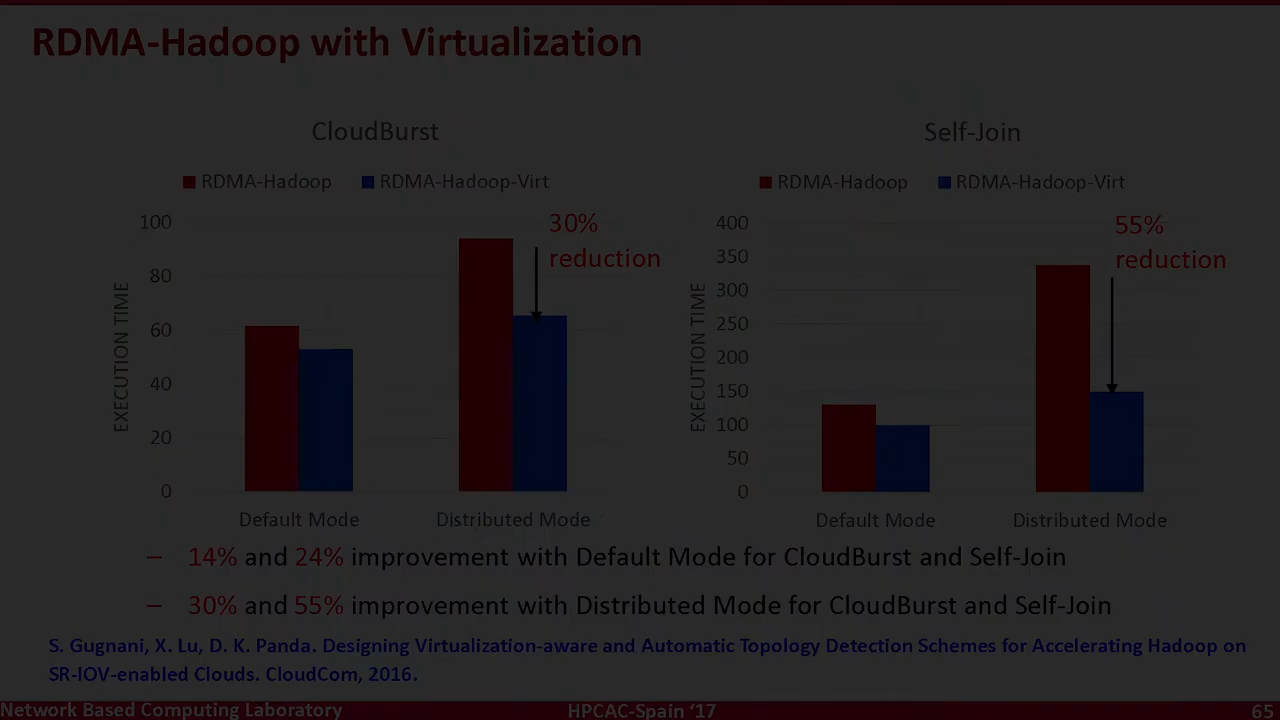 RDMA-Hadoop with Virtualization
CloudBurst
RDMA-Hadoop RDMA-Hadoop-Virt
100
80
60
40
20
0
EXECUTION TIME
30%
reduction
Default Mode Distributed Mode
Self-Join
RDMA-Hadoop RDMA-Hadoop-Virt
400
350
300
250
200
150
100
50
0
EXECUTION TIME
55%
reduction
Default Mode Distributed Mode
– 14% and 24% improvement with Default Mode for CloudBurst and Self-Join
– 30% and 55% improvement with Distributed Mode for CloudBurst and Self-Join
S. Gugnani, X. Lu, D. K. Panda. Designing Virtualization-aware and Automatic Topology Detection Schemes for Accelerating Hadoop on
SR-IOV-enabled Clouds. CloudCom, 2016.
Network Based Computing Laboratory HPCAC-Spain ‘17 65